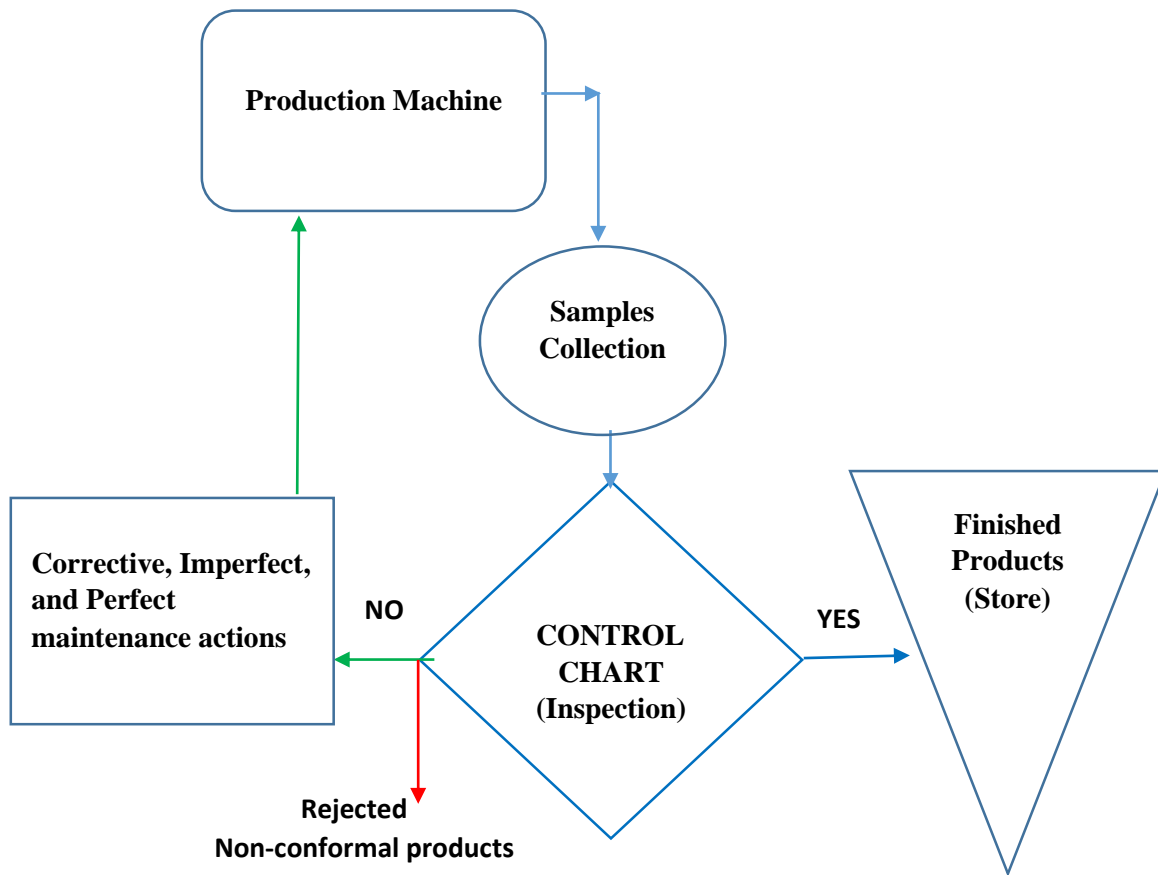 Production Machine
Samples
Collection
Corrective, Imperfect,
and Perfect
maintenance actions
NO
CONTROL
CHART
(Inspection)
YES
Finished
Products
(Store)
Rejected
Non-conformal products